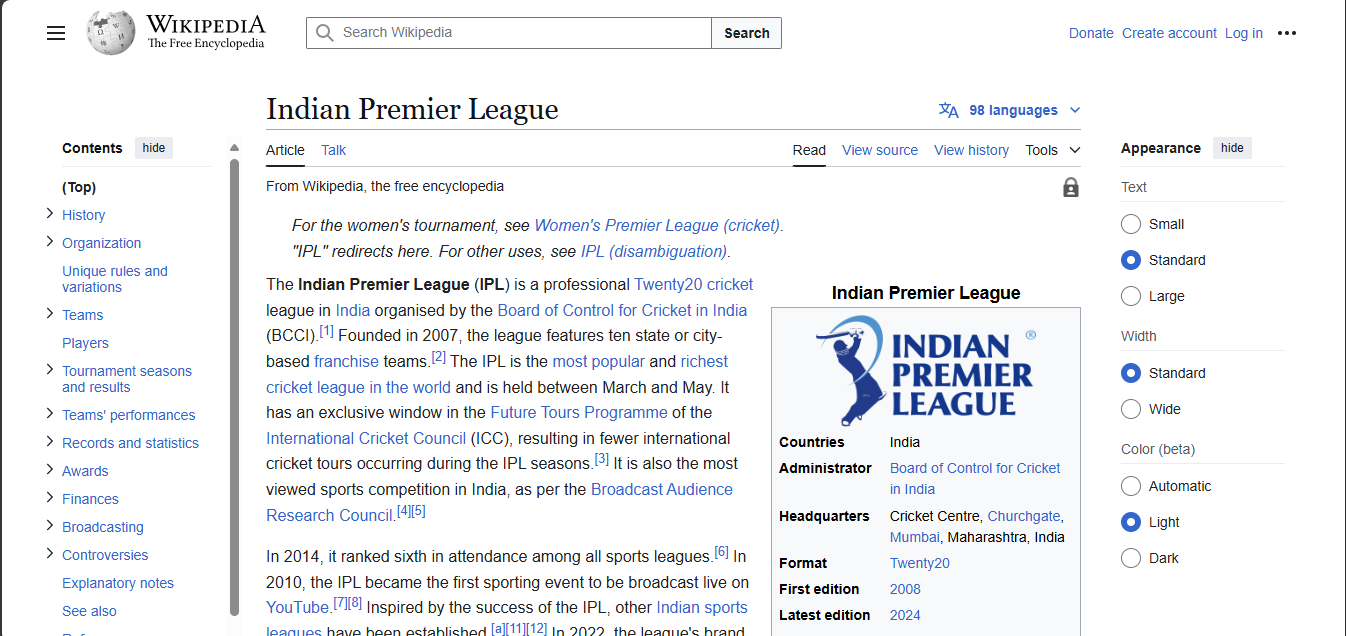 WIKIPEDIA
The Free Encyclopedia
Search Wikipedia
Search
Donate Create account Log in
Contents hide
(Top)
History
Organization
Unique rules and
variations
Teams
Players
Tournament seasons
and results
Teams' performances
Records and statistics
Awards
Finances
Broadcasting
Controversies
Explanatory notes
See also
Indian Premier League
98 languages
Article Talk
Read View source View history Tools
From Wikipedia, the free encyclopedia
For the women's tournament, see Women's Premier League (cricket).
"IPL" redirects here. For other uses, see IPL (disambiguation).
The Indian Premier League (IPL) is a professional Twenty20 cricket
league in India organised by the Board of Control for Cricket in India
(BCCI).[1] Founded in 2007, the league features ten state or city-
based franchise teams.[2] The IPL is the most popular and richest
cricket league in the world and is held between March and May. It
has an exclusive window in the Future Tours Programme of the
International Cricket Council (ICC), resulting in fewer international
cricket tours occurring during the IPL seasons.[3] It is also the most
viewed sports competition in India, as per the Broadcast Audience
Research Council.[4][5]
In 2014, it ranked sixth in attendance among all sports leagues.[6] In
2010, the IPL became the first sporting event to be broadcast live on
YouTube.[7][8] Inspired by the success of the IPL, other Indian sports
leagues have been established.[a][11][12] In 2022, the league's brand
Indian Premier League
INDIAN ®
PREMIER
LEAGUE
Countries India
Administrator Board of Control for Cricket
in India
Headquarters Cricket Centre, Churchgate,
Mumbai, Maharashtra, India
Format Twenty20
First edition 2008
Latest edition 2024
Appearance hide
Text
Small
Standard
Large
Width
Standard
Wide
Color (beta)
Automatic
Light
Dark